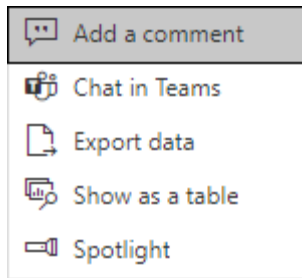 Add a comment
Chat in Teams
Export data
Show as a table
Spotlight